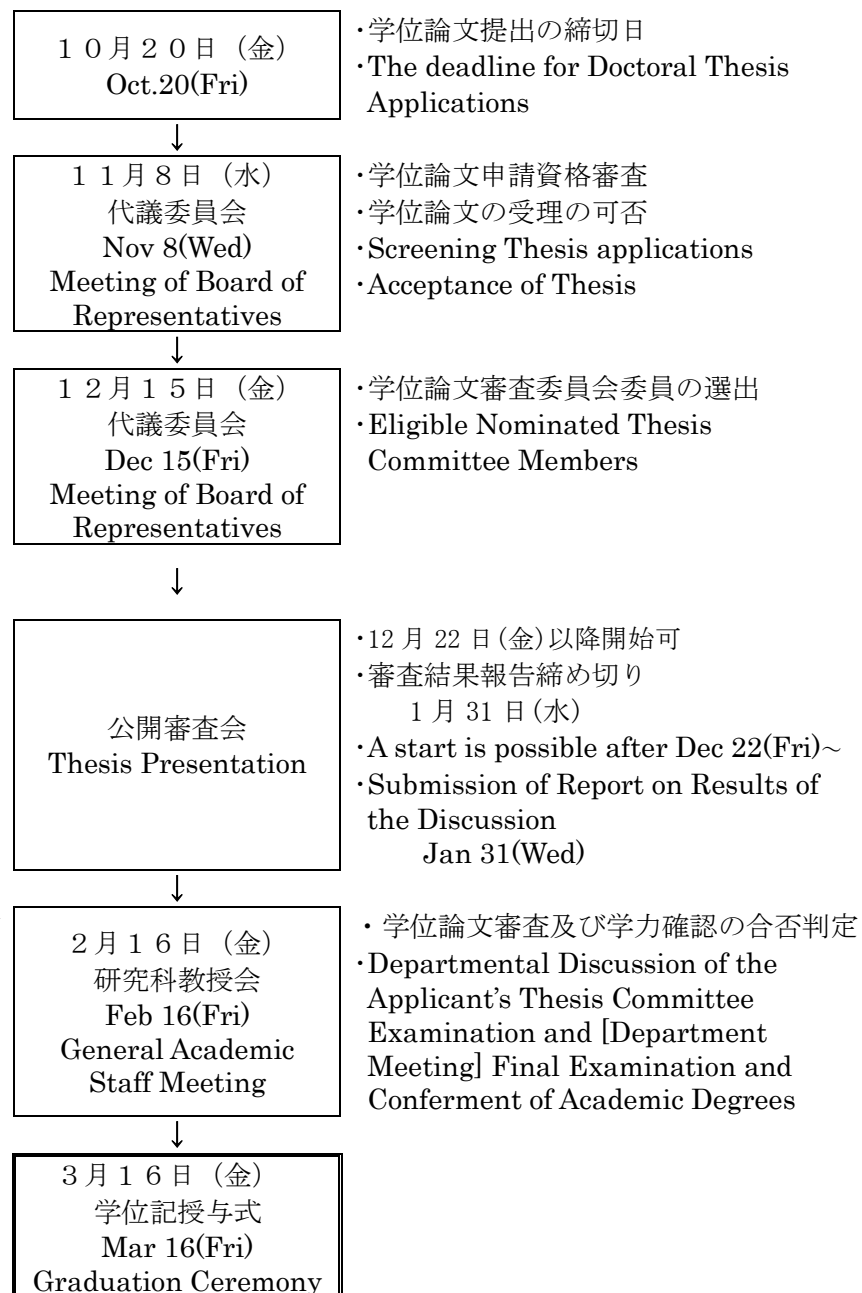 １０月２０日（金）
Oct.20(Fri)
･学位論文提出の締切日
･The deadline for Doctoral Thesis
Applications
↓
１１月８日（水）
代議委員会
Nov 8(Wed)
Meeting of Board of
Representatives
･学位論文申請資格審査
･学位論文の受理の可否
･Screening Thesis applications
･Acceptance of Thesis
↓
１２月１５日（金）
代議委員会
Dec 15(Fri)
Meeting of Board of
Representatives
･学位論文審査委員会委員の選出
･Eligible Nominated Thesis
Committee Members
↓
公開審査会
Thesis Presentation
･12 月 22 日(金)以降開始可
･審査結果報告締め切り
1 月 31 日(水)
･A start is possible after Dec 22(Fri)~
･Submission of Report on Results of
the Discussion
Jan 31(Wed)
↓
２月１６日（金）
研究科教授会
Feb 16(Fri)
General Academic
Staff Meeting
・学位論文審査及び学力確認の合否判定
･Departmental Discussion of the
Applicant’s Thesis Committee
Examination and [Department
Meeting] Final Examination and
Conferment of Academic Degrees
↓
３月１６日（金）
学位記授与式
Mar 16(Fri)
Graduation Ceremony